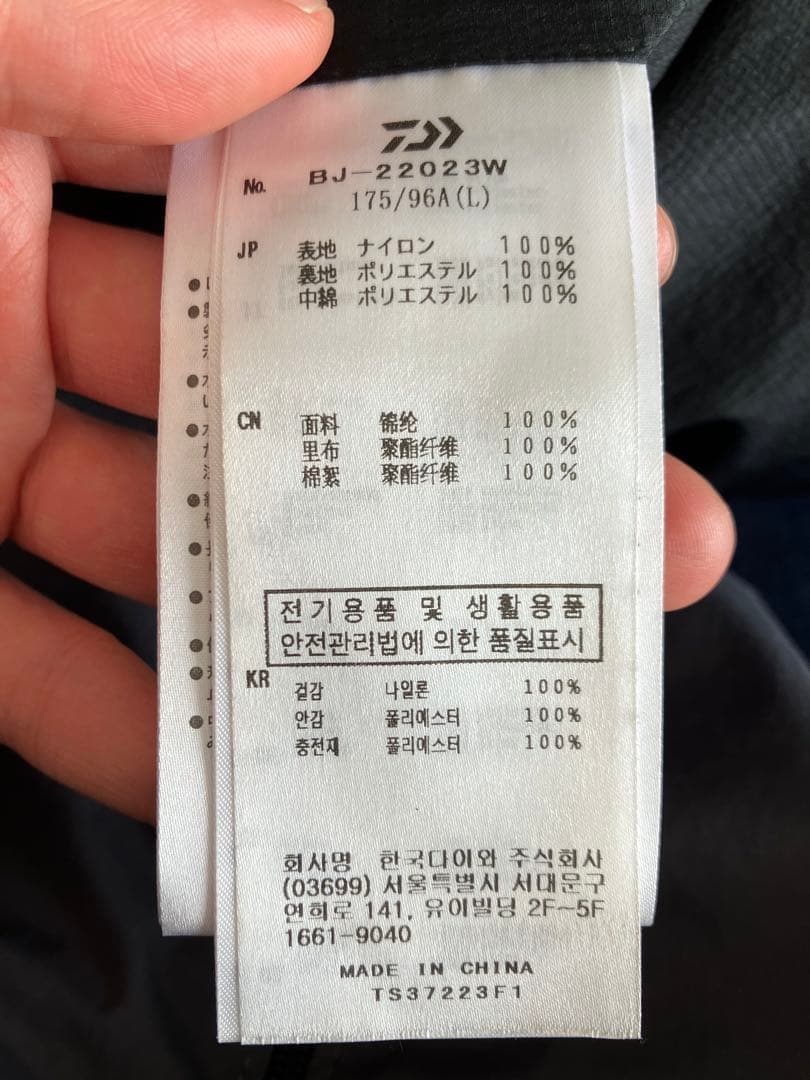 No. BJ-22023W
175/96A(L)
JP 表地 ナイロン 100%
裏地 ポリエステル 100%
中綿 ポリエステル 100%
CN 面料 锦纶 100%
里布 聚酯纤维 100%
棉絮 聚酯纤维 100%
전기용품 및 생활용품
안전관리법에 의한 품질표시
KR 겉감 나일론 100%
안감 폴리에스터 100%
충전재 폴리에스터 100%
회사명 한국다이와 주식회사
(03699) 서울특별시 서대문구
연희로 141, 유이빌딩 2F~5F
1661-9040
MADE IN CHINA
TS37223F1